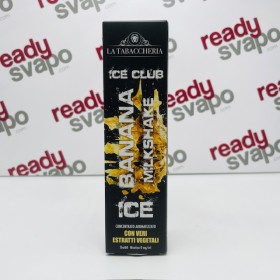 LA TABACCHERIA
ICE CLUB
BANANA
MILKSHAKE
ICE
CONCENTRATO AROMATIZZATO
CON VERI
ESTRATTI VEGETALI
ready
svapo
ready
svapo
ready
svapo
ready
svapo